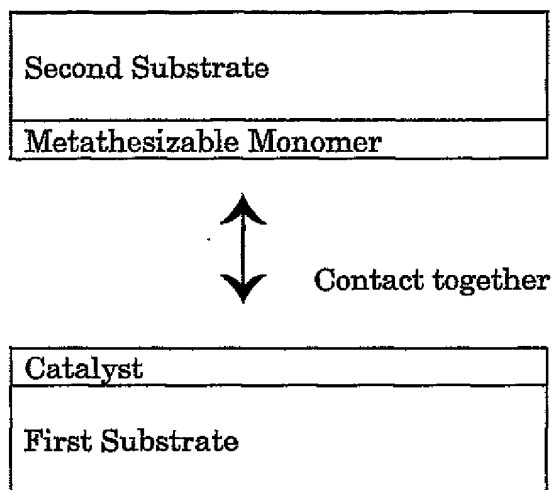 Second Substrate
Metathesizable Monomer
Contact together
Catalyst
First Substrate